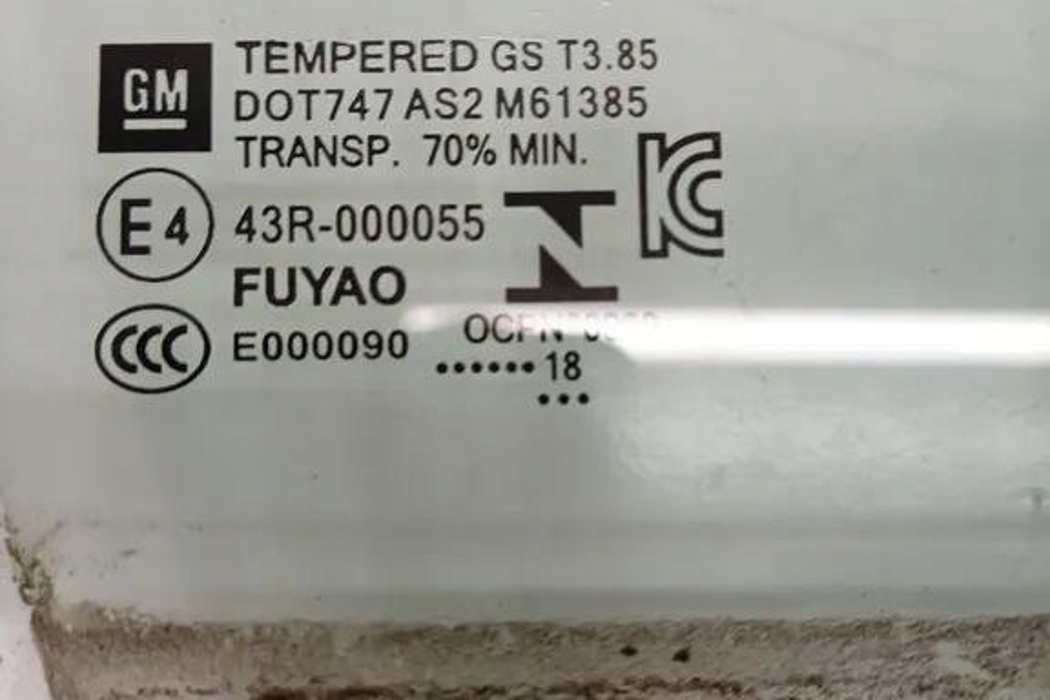 GM
TEMPERED GS T3.85
DOT747 AS2 M61385
TRANSP. 70% MIN.
E4 43R-000055
FUYAO
CCC E000090
••••••18
•••